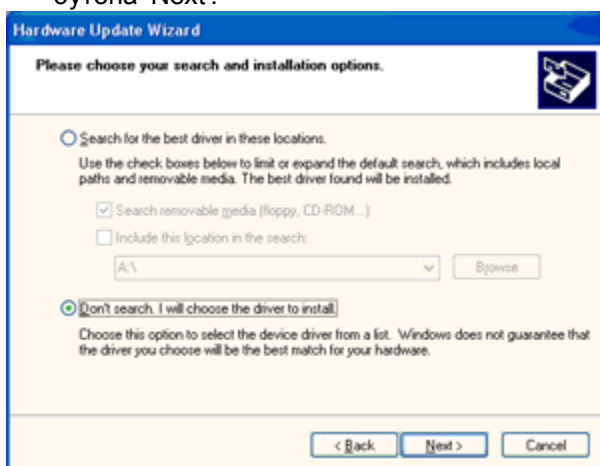 бутона 'Next'.
Hardware Update Wizard
Please choose your search and installation options.
Search for the best driver in these locations.
Use the check boxes below to limit or expand the default search, which includes local
paths and removable media. The best driver found will be installed.
Search removable media (floppy, CD-ROM...)
Include this location in the search:
A:\
Browse
Don't search. I will choose the driver to install.
Choose this option to select the device driver from a list. Windows does not guarantee that
the driver you choose will be the best match for your hardware.
< Back Next > Cancel